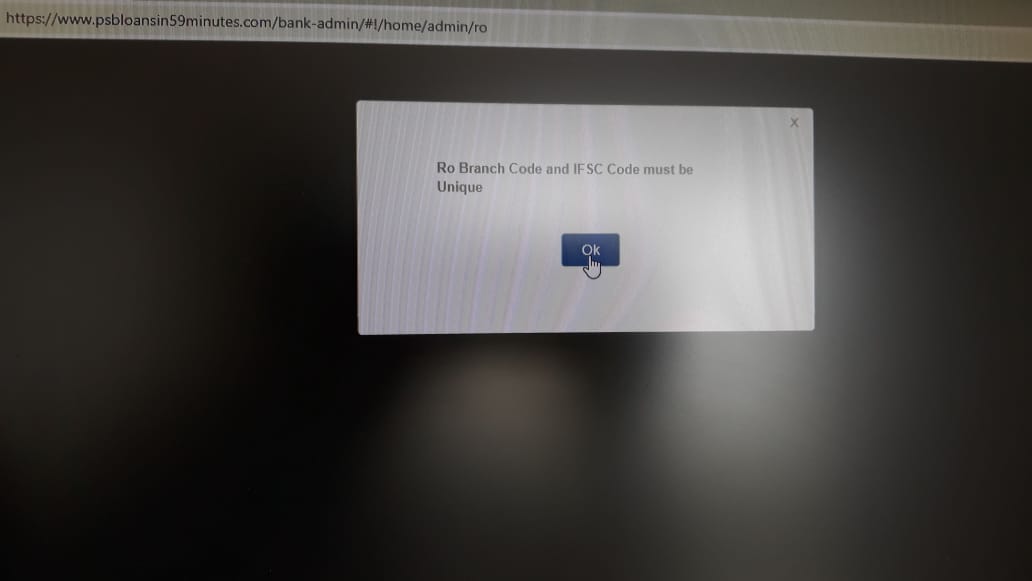 https://www.psbloansin59minutes.com/bank-admin/#!/home/admin/ro
X
Ro Branch Code and IFSC Code must be
Unique
Ok